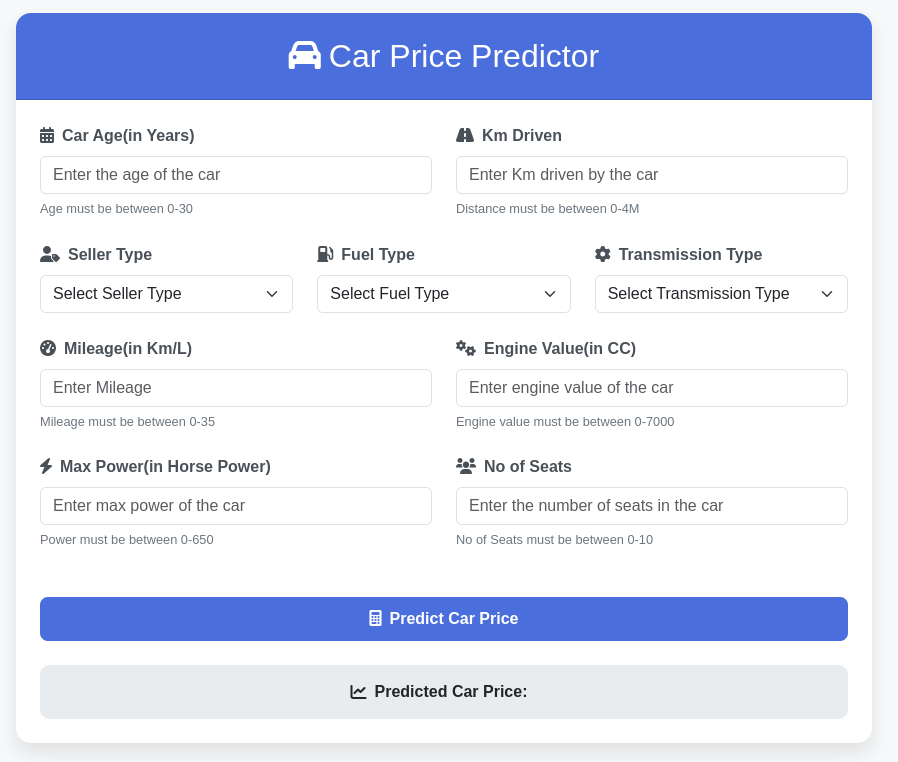 Car Price Predictor
Car Age(in Years)
Km Driven
Enter the age of the car
Enter Km driven by the car
Age must be between 0-30
Distance must be between 0-4M
Seller Type
Fuel Type
Transmission Type
Select Seller Type
Select Fuel Type
Select Transmission Type
Mileage(in Km/L)
Engine Value(in CC)
Enter Mileage
Enter engine value of the car
Mileage must be between 0-35
Engine value must be between 0-7000
Max Power(in Horse Power)
No of Seats
Enter max power of the car
Enter the number of seats in the car
Power must be between 0-650
No of Seats must be between 0-10
Predict Car Price
Predicted Car Price: